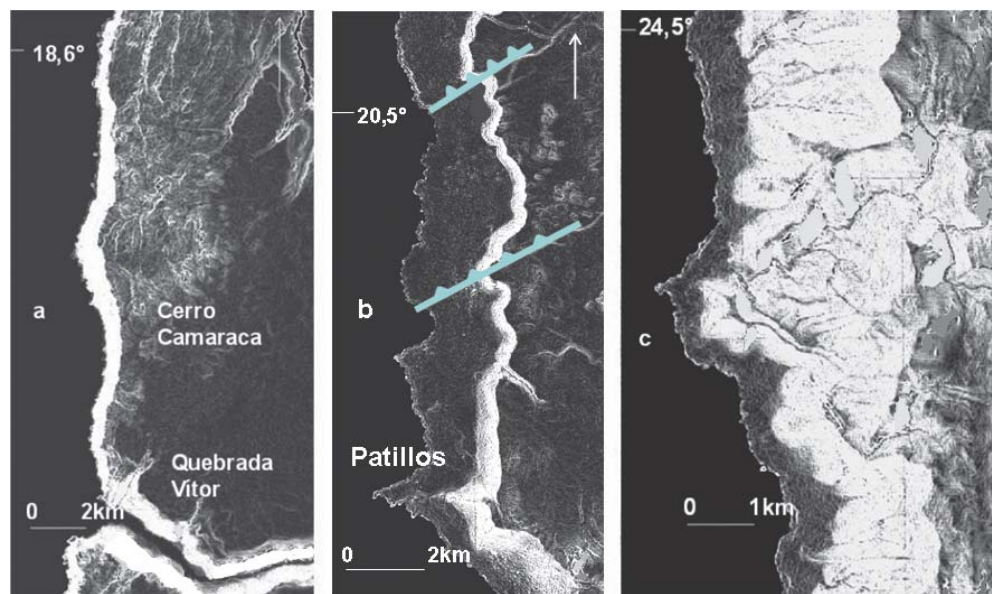 18,6°
a
Cerro
Camaraca
Quebrada
Vitor
0 2km
20,5°
b
Patillos
0 2km
24,5°
c
0 1km